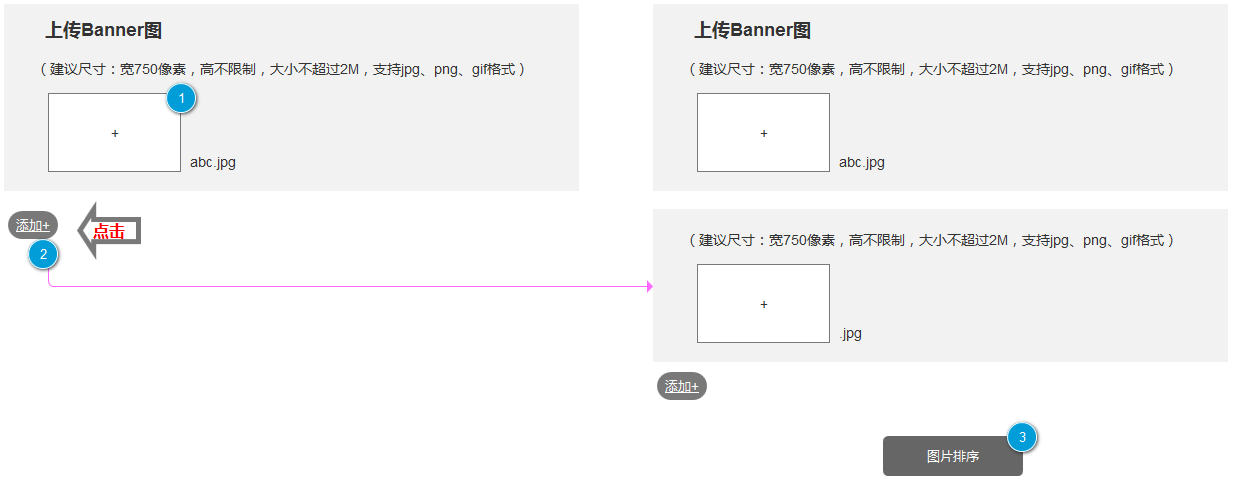 上传Banner图
（建议尺寸：宽750像素，高不限制，大小不超过2M，支持jpg、png、gif格式）
1
+
abc.jpg
添加+
点击
2
上传Banner图
（建议尺寸：宽750像素，高不限制，大小不超过2M，支持jpg、png、gif格式）
+
abc.jpg
（建议尺寸：宽750像素，高不限制，大小不超过2M，支持jpg、png、gif格式）
+
.jpg
添加+
3
图片排序